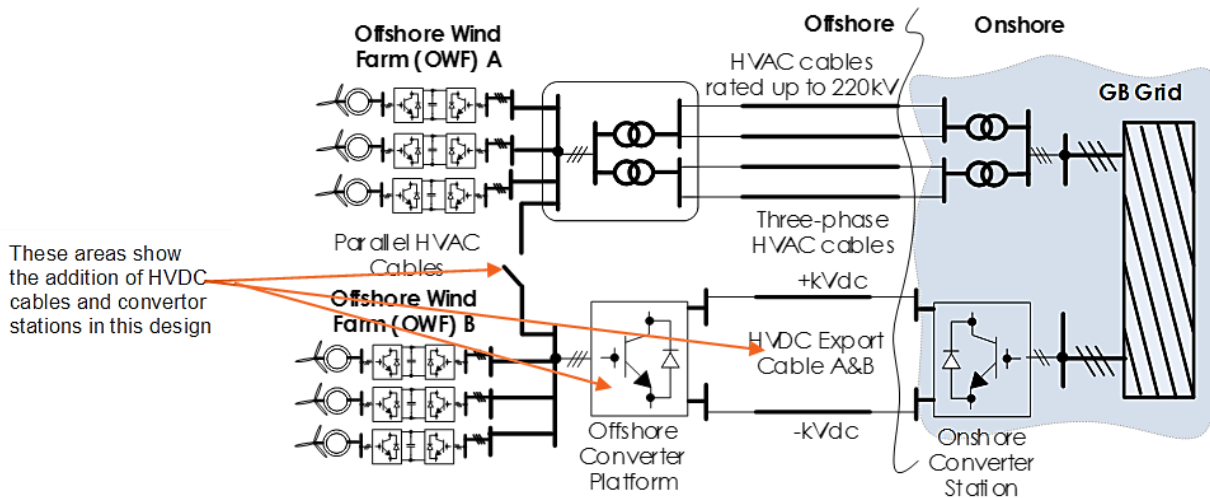 Offshore Wind
Farm (OWF) A
Offshore
Onshore
HVAC cables
rated up to 220kV
GB Grid
Three-phase
HVAC cables
These areas show
the addition of HVDC
cables and convertor
stations in this design
Parallel HVAC
Cables
Offshore Wind
Farm (OWF) B
+kVdc
HVDC Export
Cable A&B
-kVdc
Offshore
Converter
Platform
Onshore
Converter
Station